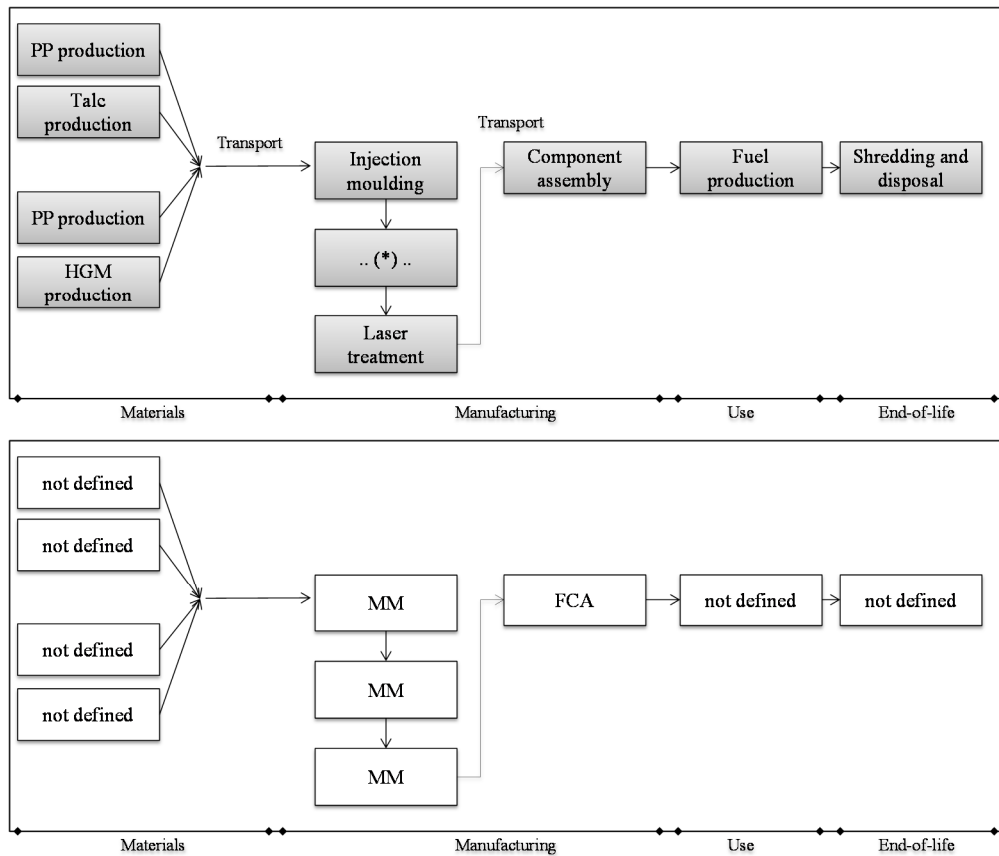 PP production
Talc
production
PP production
HGM
production
Transport
Injection
moulding
.. (*) ..
Laser
treatment
Transport
Component
assembly
Fuel
production
Shredding and
disposal
Materials
Manufacturing
Use
End-of-life
not defined
not defined
not defined
not defined
MM
MM
MM
FCA
not defined
not defined
Materials
Manufacturing
Use
End-of-life